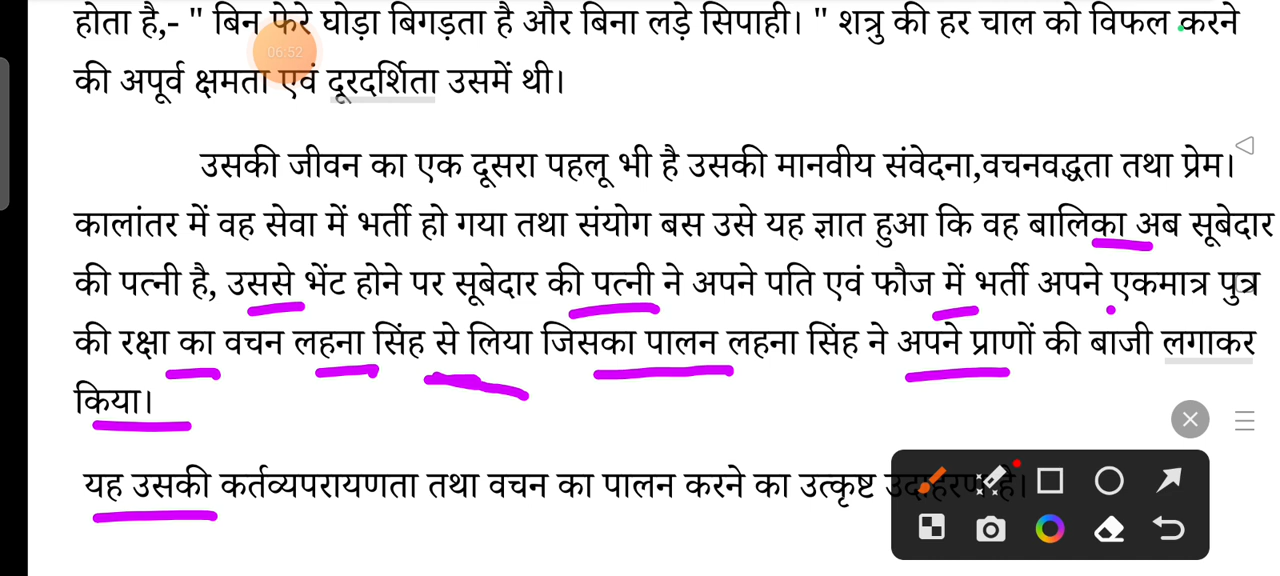 होता है,- " बिन फेरे घोड़ा बिगड़ता है और बिना लड़े सिपाही। " शत्रु की हर चाल को विफल करने
06:52
की अपूर्व क्षमता एवं दूरदर्शिता उसमें थी।
उसकी जीवन का एक दूसरा पहलू भी है उसकी मानवीय संवेदना,वचनवद्धता तथा प्रेम।
कालांतर में वह सेवा में भर्ती हो गया तथा संयोग बस उसे यह ज्ञात हुआ कि वह बालिका अब सूबेदार
की पत्नी है, उससे भेंट होने पर सूबेदार की पत्नी ने अपने पति एवं फौज में भर्ती अपने एकमात्र पुत्र
की रक्षा का वचन लहना सिंह से लिया जिसका पालन लहना सिंह ने अपने प्राणों की बाजी लगाकर
किया।
यह उसकी कर्तव्यपरायणता तथा वचन का पालन करने का उत्कृष्ट उदाहरण है।